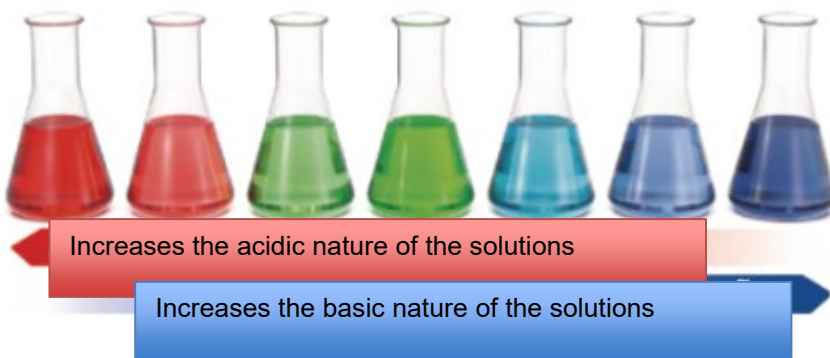 Increases the acidic nature of the solutions
Increases the basic nature of the solutions